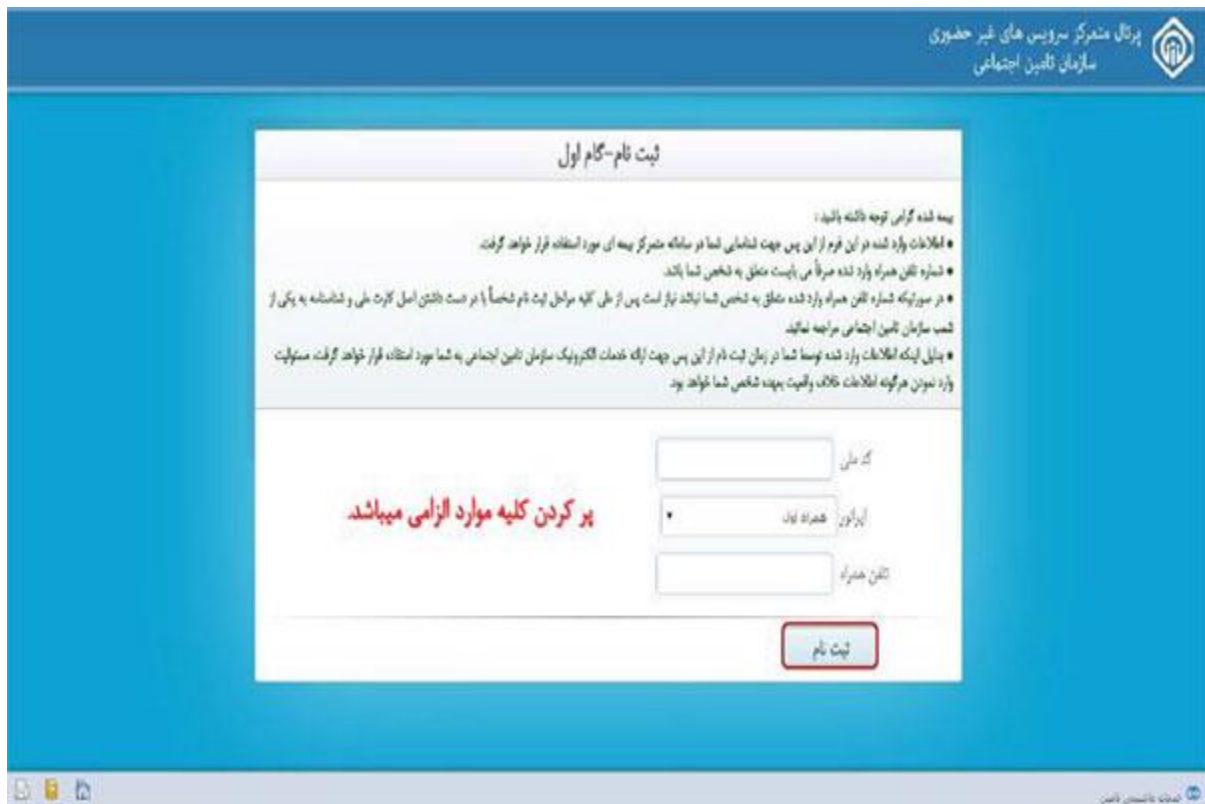 پرتال متمرکز سرویس های غیر حضوری
سازمان تامین اجتماعی
ثبت نام-گام اول
بیمه شده گرامی توجه داشته باشید :
• اطلاعات وارد شده در این فرم از این پس جهت شناسایی شما در سامانه متمرکز بیمه ای مورد استفاده قرار خواهد گرفت.
• شماره تلفن همراه وارد شده صرفاً می بایست متعلق به شخص شما باشد.
• در صورتیکه شماره تلفن همراه وارد شده متعلق به شخص شما نباشد نیاز است پس از طی کلیه مراحل ثبت نام شخصاً با در دست داشتن اصل کارت ملی و شناسنامه به یکی از
شعب سازمان تامین اجتماعی مراجعه نمائید.
• بدلیل اینکه اطلاعات وارد شده توسط شما در زمان ثبت نام از این پس جهت ارائه خدمات الکترونیک سازمان تامین اجتماعی به شما مورد استفاده قرار خواهد گرفت، مسئولیت
وارد نمودن هرگونه اطلاعات خلاف واقعیت بعهده شخص شما خواهد بود.
کد ملی
اپراتور همراه اول
پر کردن کلیه موارد الزامی میباشد.
تلفن همراه
ثبت نام